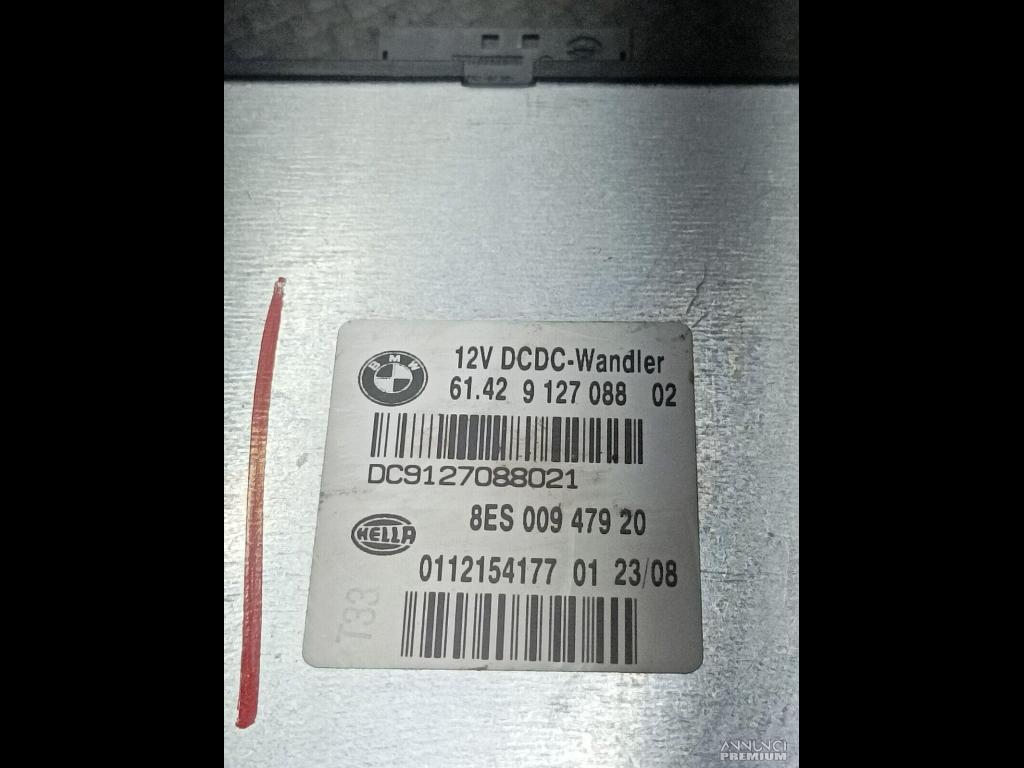 BMW
12V DCDC-Wandler
61.42 9 127 088 02
DC9127088021
8ES 009 479 20
HELLA
0112154177 01 23/08
T33
ANNUNCI
PREMIUM